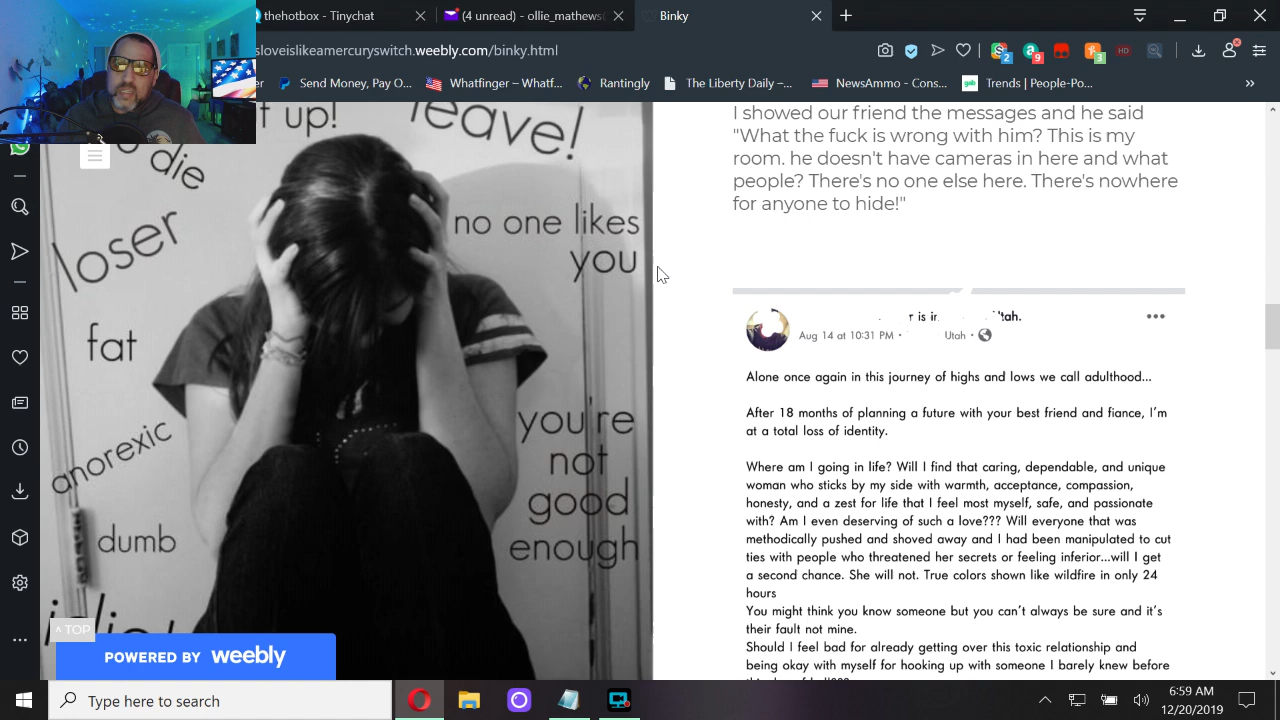 thehotbox - Tinychat
(4 unread) - ollie_mathews
Binky
sloveislikeamercuryswitch.weebly.com/binky.html
2
9
HD
3
er
Send Money, Pay O...
Whatfinger – Whatf...
Rantingly
The Liberty Daily –...
NewsAmmo - Conser...
gab
Trends | People-Po...
»
t up!
leave!
die
loser
no one likes
you
fat
you're
not
good
enough
anorexic
dumb
^ TOP
POWERED BY weebly
I showed our friend the messages and he said
"What the fuck is wrong with him? This is my
room. he doesn't have cameras in here and what
people? There's no one else here. There's nowhere
for anyone to hide!"
r is in
Utah.
Aug 14 at 10:31 PM •
Utah •
Alone once again in this journey of highs and lows we call adulthood...
After 18 months of planning a future with your best friend and fiance, I'm
at a total loss of identity.
Where am I going in life? Will I find that caring, dependable, and unique
woman who sticks by my side with warmth, acceptance, compassion,
honesty, and a zest for life that I feel most myself, safe, and passionate
with? Am I even deserving of such a love??? Will everyone that was
methodically pushed and shoved away and I had been manipulated to cut
ties with people who threatened her secrets or feeling inferior...will I get
a second chance. She will not. True colors shown like wildfire in only 24
hours
You might think you know someone but you can't always be sure and it's
their fault not mine.
Should I feel bad for already getting over this toxic relationship and
being okay with myself for hooking up with someone I barely knew before
Type here to search
6:59 AM
12/20/2019